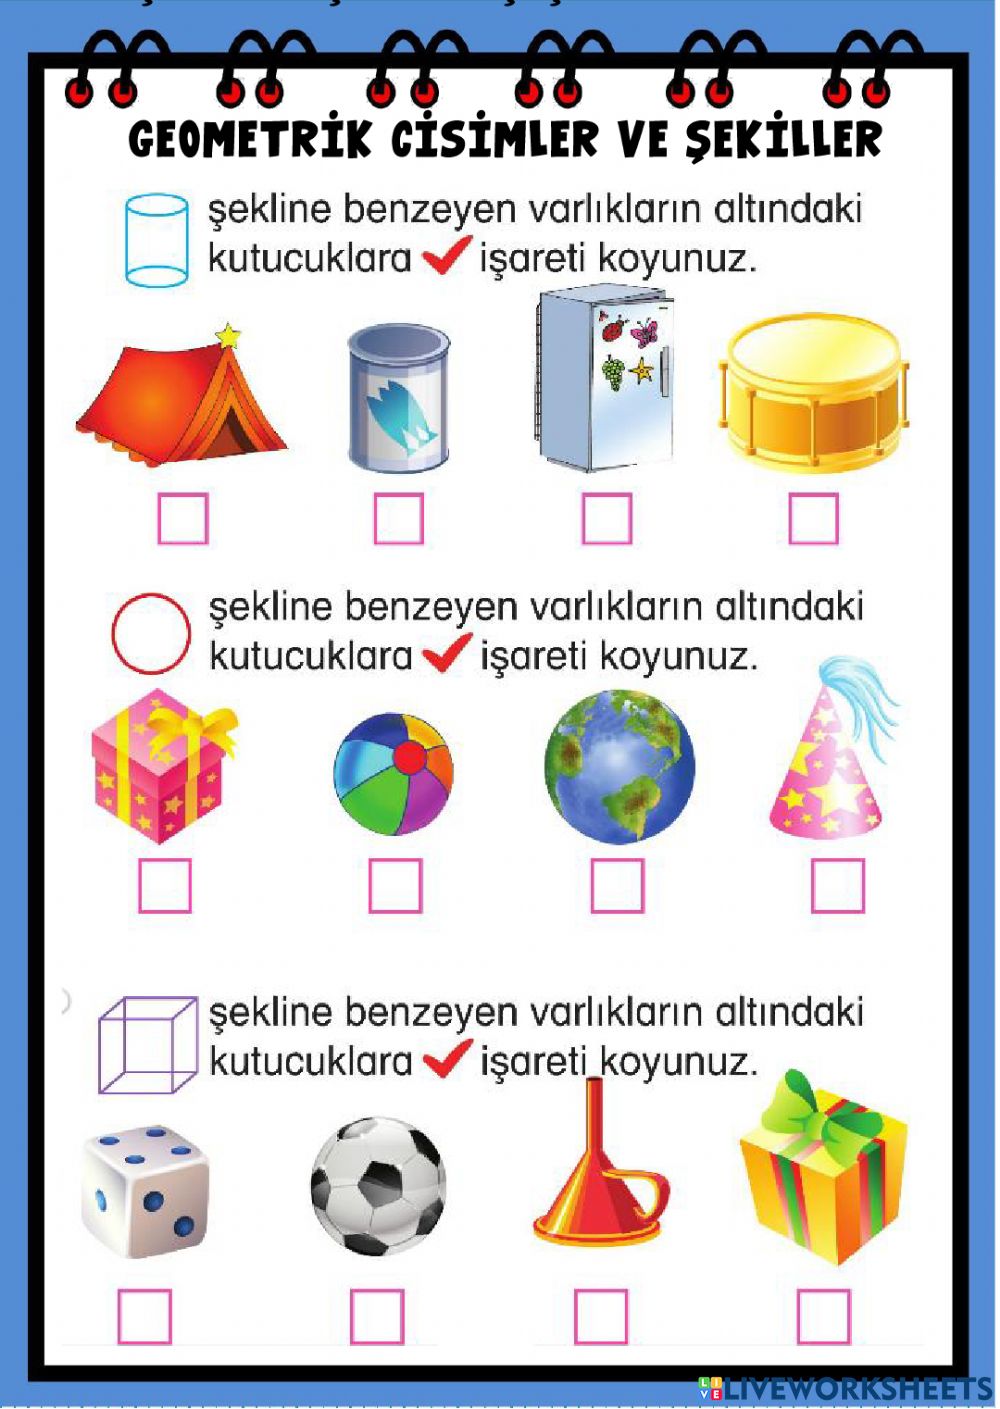 GEOMETRİK CİSİMLER VE ŞEKİLLER
şekline benzeyen varlıkların altındaki
kutucuklara işareti koyunuz.
şekline benzeyen varlıkların altındaki
kutucuklara işareti koyunuz.
şekline benzeyen varlıkların altındaki
kutucuklara işareti koyunuz.
LIVE LIVEWORKSHEETS